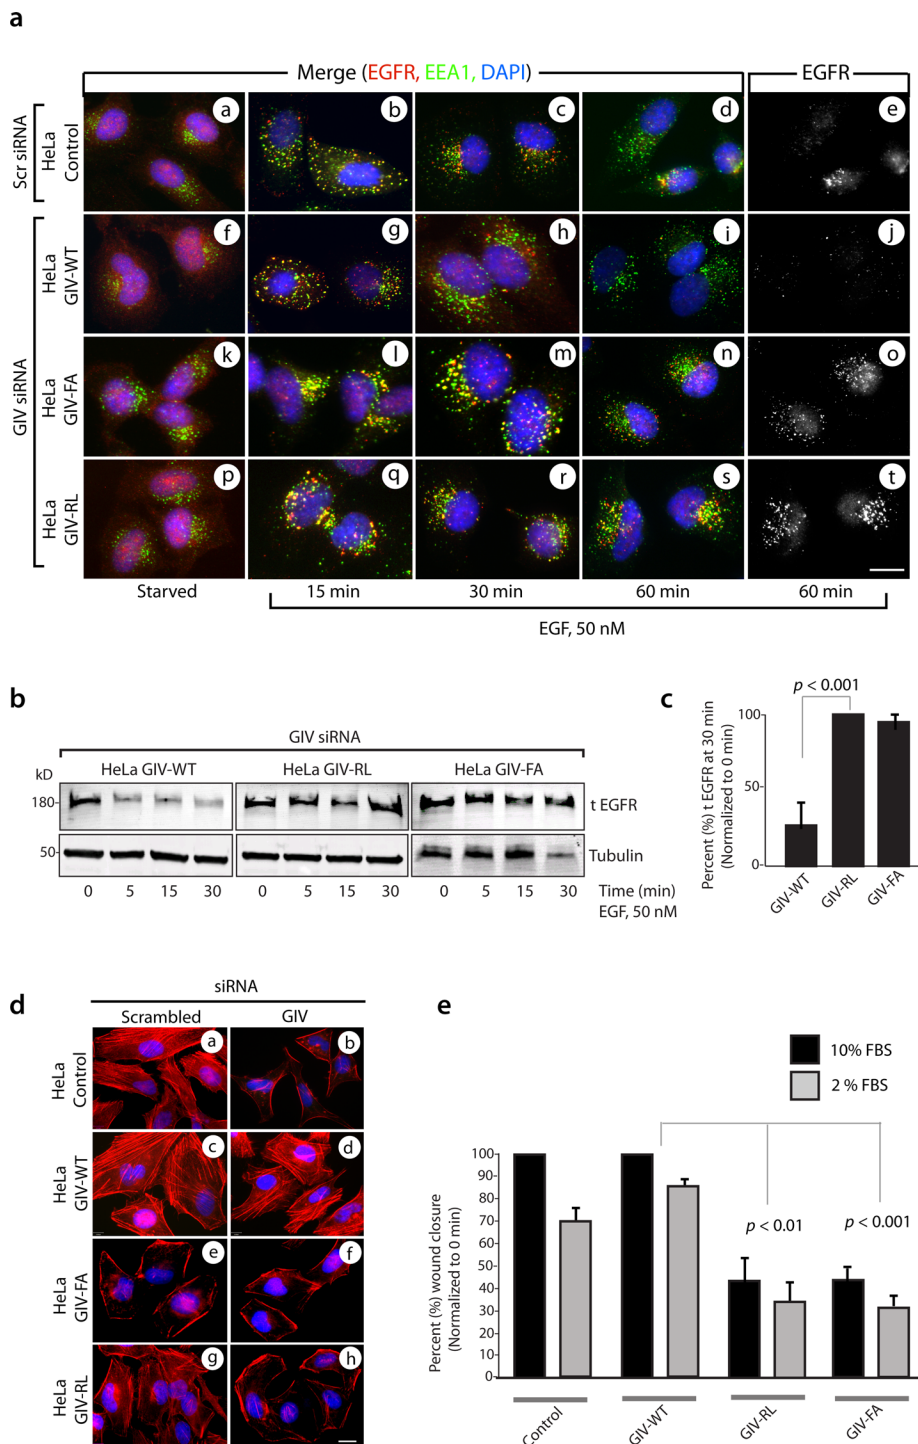 a
Merge (EGFR, EEA1, DAPI)
EGFR
Scr siRNA
HeLa
Control
a
b
c
d
e
GIV siRNA
HeLa
GIV-WT
f
g
h
i
j
HeLa
GIV-FA
k
l
m
n
o
HeLa
GIV-RL
p
q
r
s
t
Starved
15 min
30 min
60 min
60 min
EGF, 50 nM
b
GIV siRNA
kD
HeLa GIV-WT
HeLa GIV-RL
HeLa GIV-FA
180-
t EGFR
50-
Tubulin
0 5 15 30
0 5 15 30
0 5 15 30
Time (min)
EGF, 50 nM
c
p < 0.001
Percent (%) t EGFR at 30 min
(Normalized to 0 min)
100
50
0
GIV-WT
GIV-RL
GIV-FA
d
siRNA
Scrambled
GIV
HeLa
Control
a
b
HeLa
GIV-WT
c
d
HeLa
GIV-FA
e
f
HeLa
GIV-RL
g
h
e
10% FBS
2 % FBS
Percent (%) wound closure
(Normalized to 0 min)
100
90
80
70
60
50
40
30
20
10
0
p < 0.01
p < 0.001
Control
GIV-WT
GIV-RL
GIV-FA